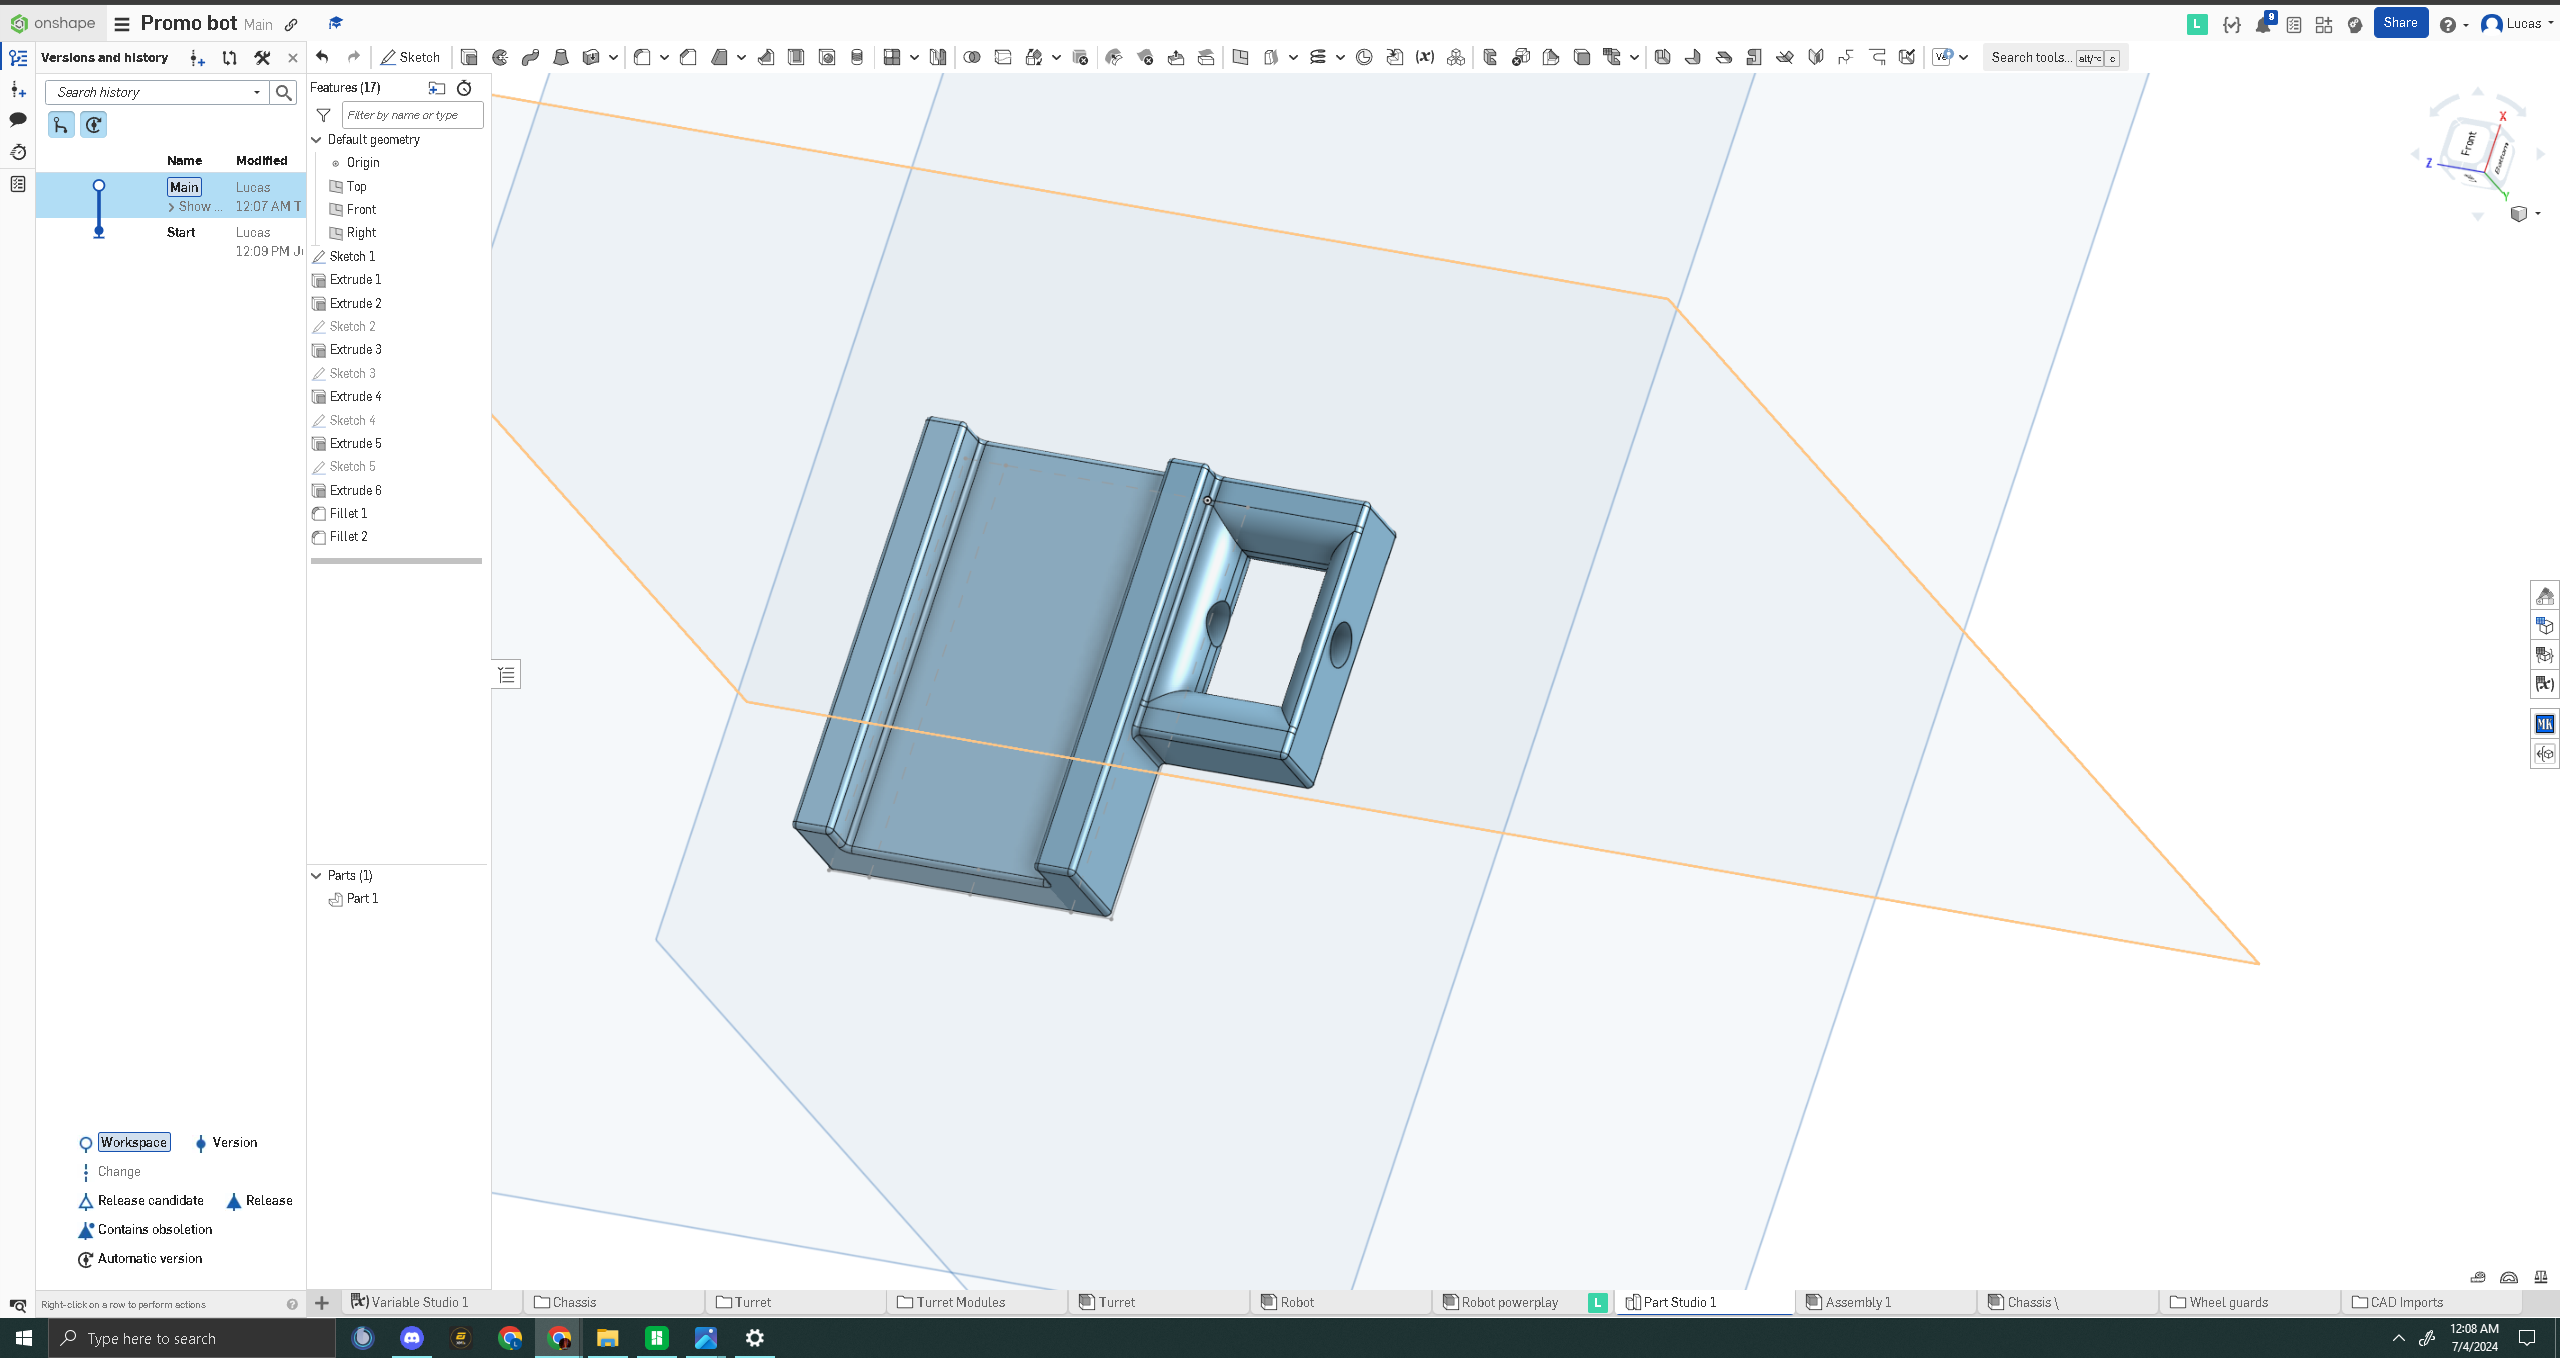 onshape
Promo bot Main
9
L
Share
Lucas
Versions and history
Sketch
Search tools... alt/⌥ c
Search history
Name Modified
Main Lucas
Show ... 12:07 AM T
Start Lucas
12:09 PM
Features (17)
Filter by name or type
Default geometry
Origin
Top
Front
Right
Sketch 1
Extrude 1
Extrude 2
Sketch 2
Extrude 3
Sketch 3
Extrude 4
Sketch 4
Extrude 5
Sketch 5
Extrude 6
Fillet 1
Fillet 2
Parts (1)
Part 1
X
Front
Bottom
Z
Y
(x)
MK
Workspace Version
Change
Release candidate Release
Contains obsoletion
Automatic version
Right-click on a row to perform actions
Variable Studio 1
Chassis
Turret
Turret Modules
Turret
Robot
Robot powerplay
L
Part Studio 1
Assembly 1
Chassis \
Wheel guards
CAD Imports
Type here to search
12:08 AM
7/4/2024